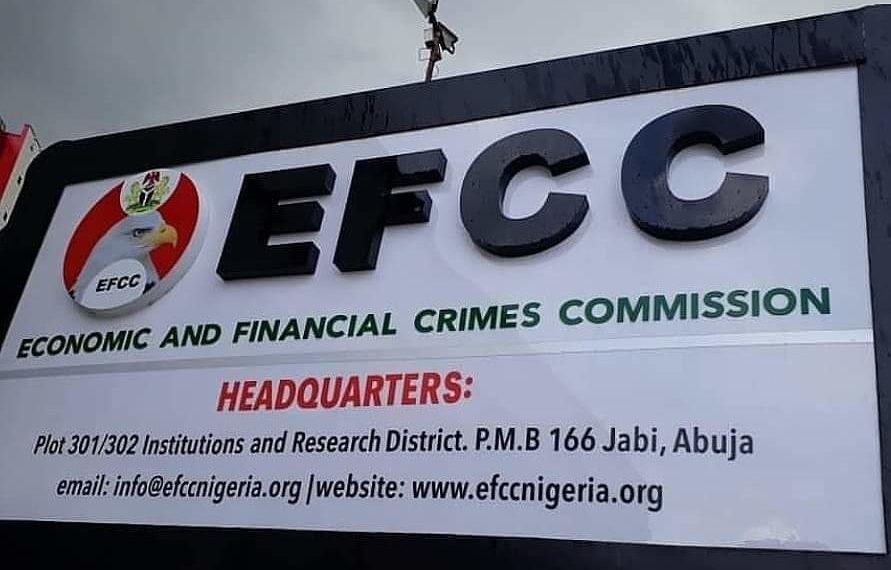 EFCC
EFCC
ECONOMIC AND FINANCIAL CRIMES COMMISSION
HEADQUARTERS:
Plot 301/302 Institutions and Research District. P.M.B 166 Jabi, Abuja
email: info@efccnigeria.org | website: www.efccnigeria.org